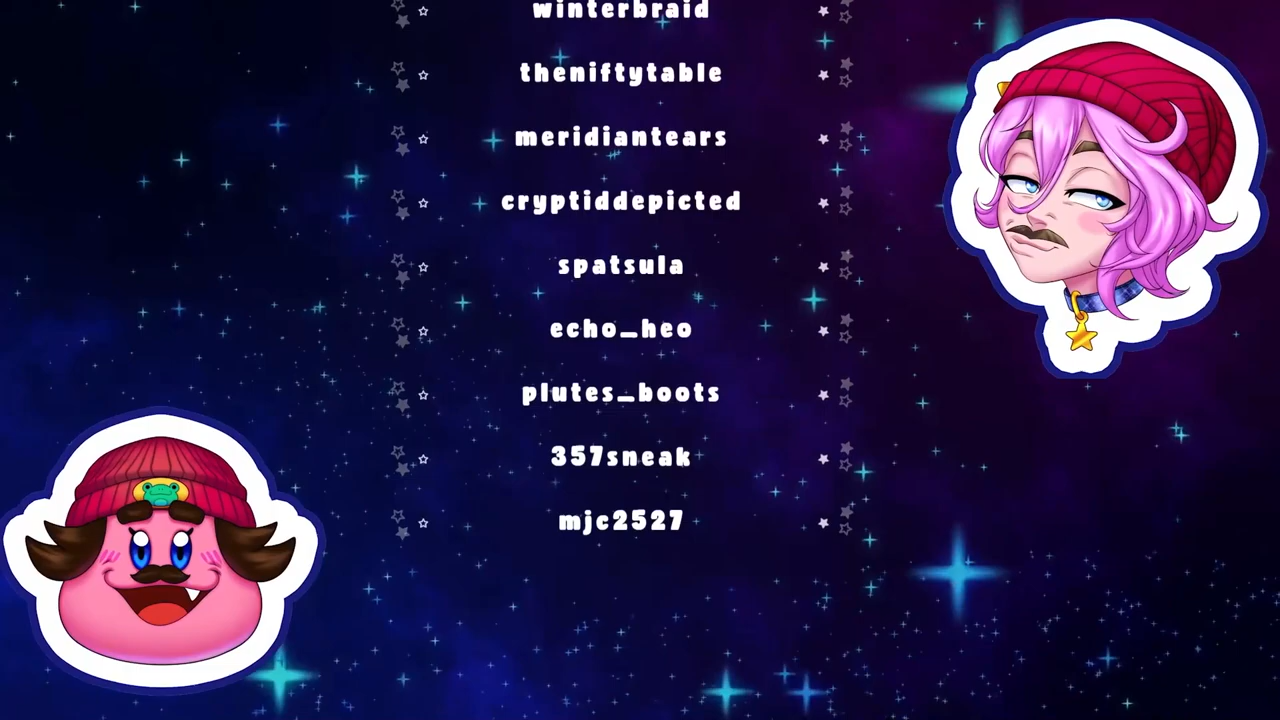 winterbraid
theniftytable
meridiantears
cryptiddepicted
spatsula
echo_heo
plutes_boots
357sneak
mjc2527